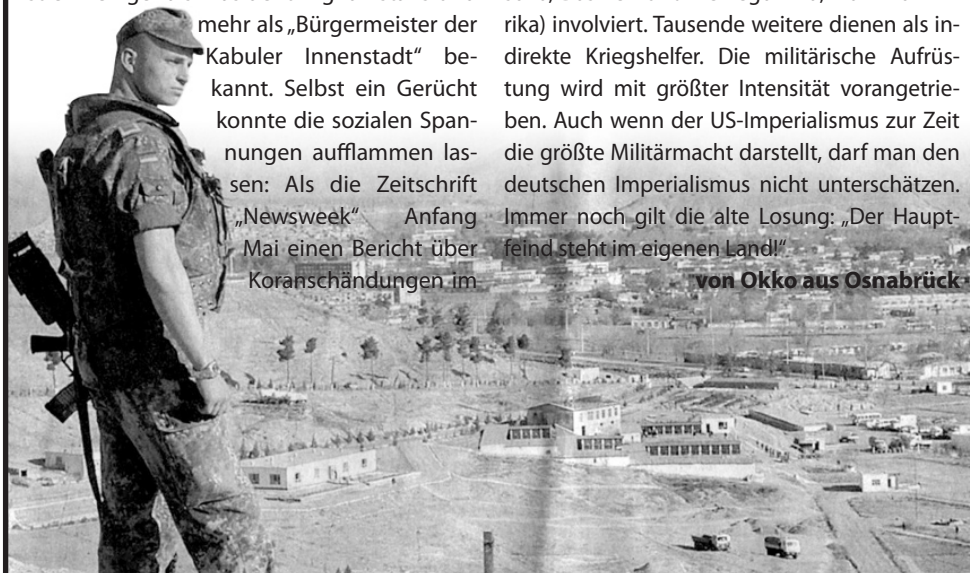 mehr als „Bürgermeister der
Kabuler Innenstadt“ be-
kannt. Selbst ein Gerücht
konnte die sozialen Span-
nungen aufflammen las-
sen: Als die Zeitschrift
„Newsweek“ Anfang
Mai einen Bericht über
Koranschändungen im
rika) involviert. Tausende weitere dienen als in-
direkte Kriegshelfer. Die militärische Aufrüs-
tung wird mit größter Intensität vorangetrie-
ben. Auch wenn der US-Imperialismus zur Zeit
die größte Militärmacht darstellt, darf man den
deutschen Imperialismus nicht unterschätzen.
Immer noch gilt die alte Losung: „Der Haupt-
feind steht im eigenen Land!“
von Okko aus Osnabrück